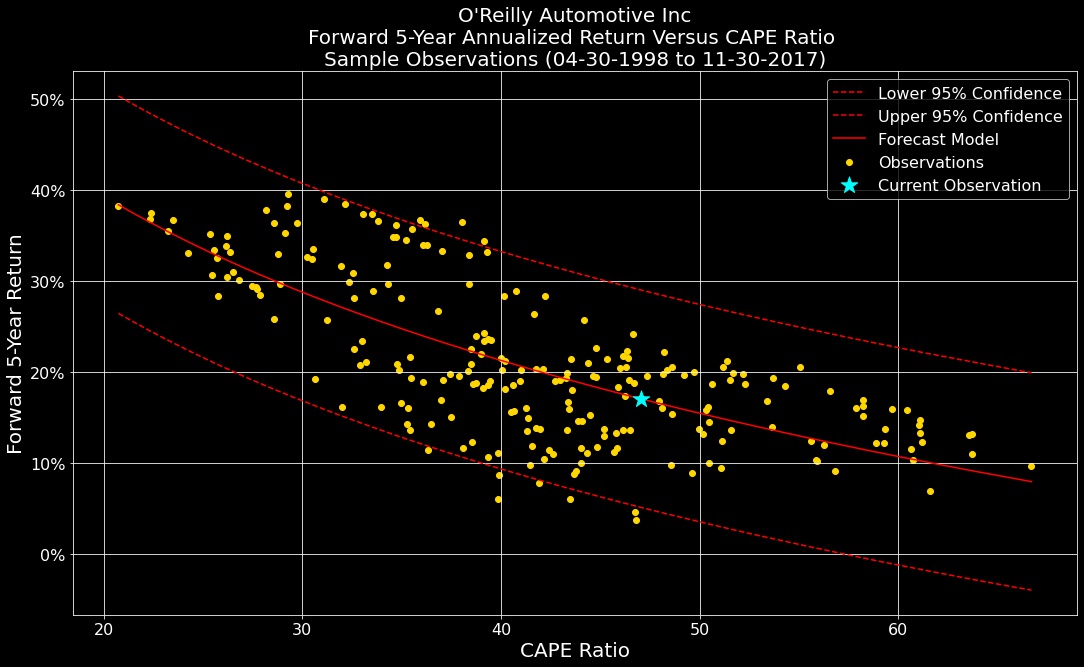 O'Reilly Automotive Inc
Forward 5-Year Annualized Return Versus CAPE Ratio
Sample Observations (04-30-1998 to 11-30-2017)
Lower 95% Confidence
Upper 95% Confidence
Forecast Model
Observations
Current Observation
Forward 5-Year Return
50%
40%
30%
20%
10%
0%
20 30 40 50 60
CAPE Ratio